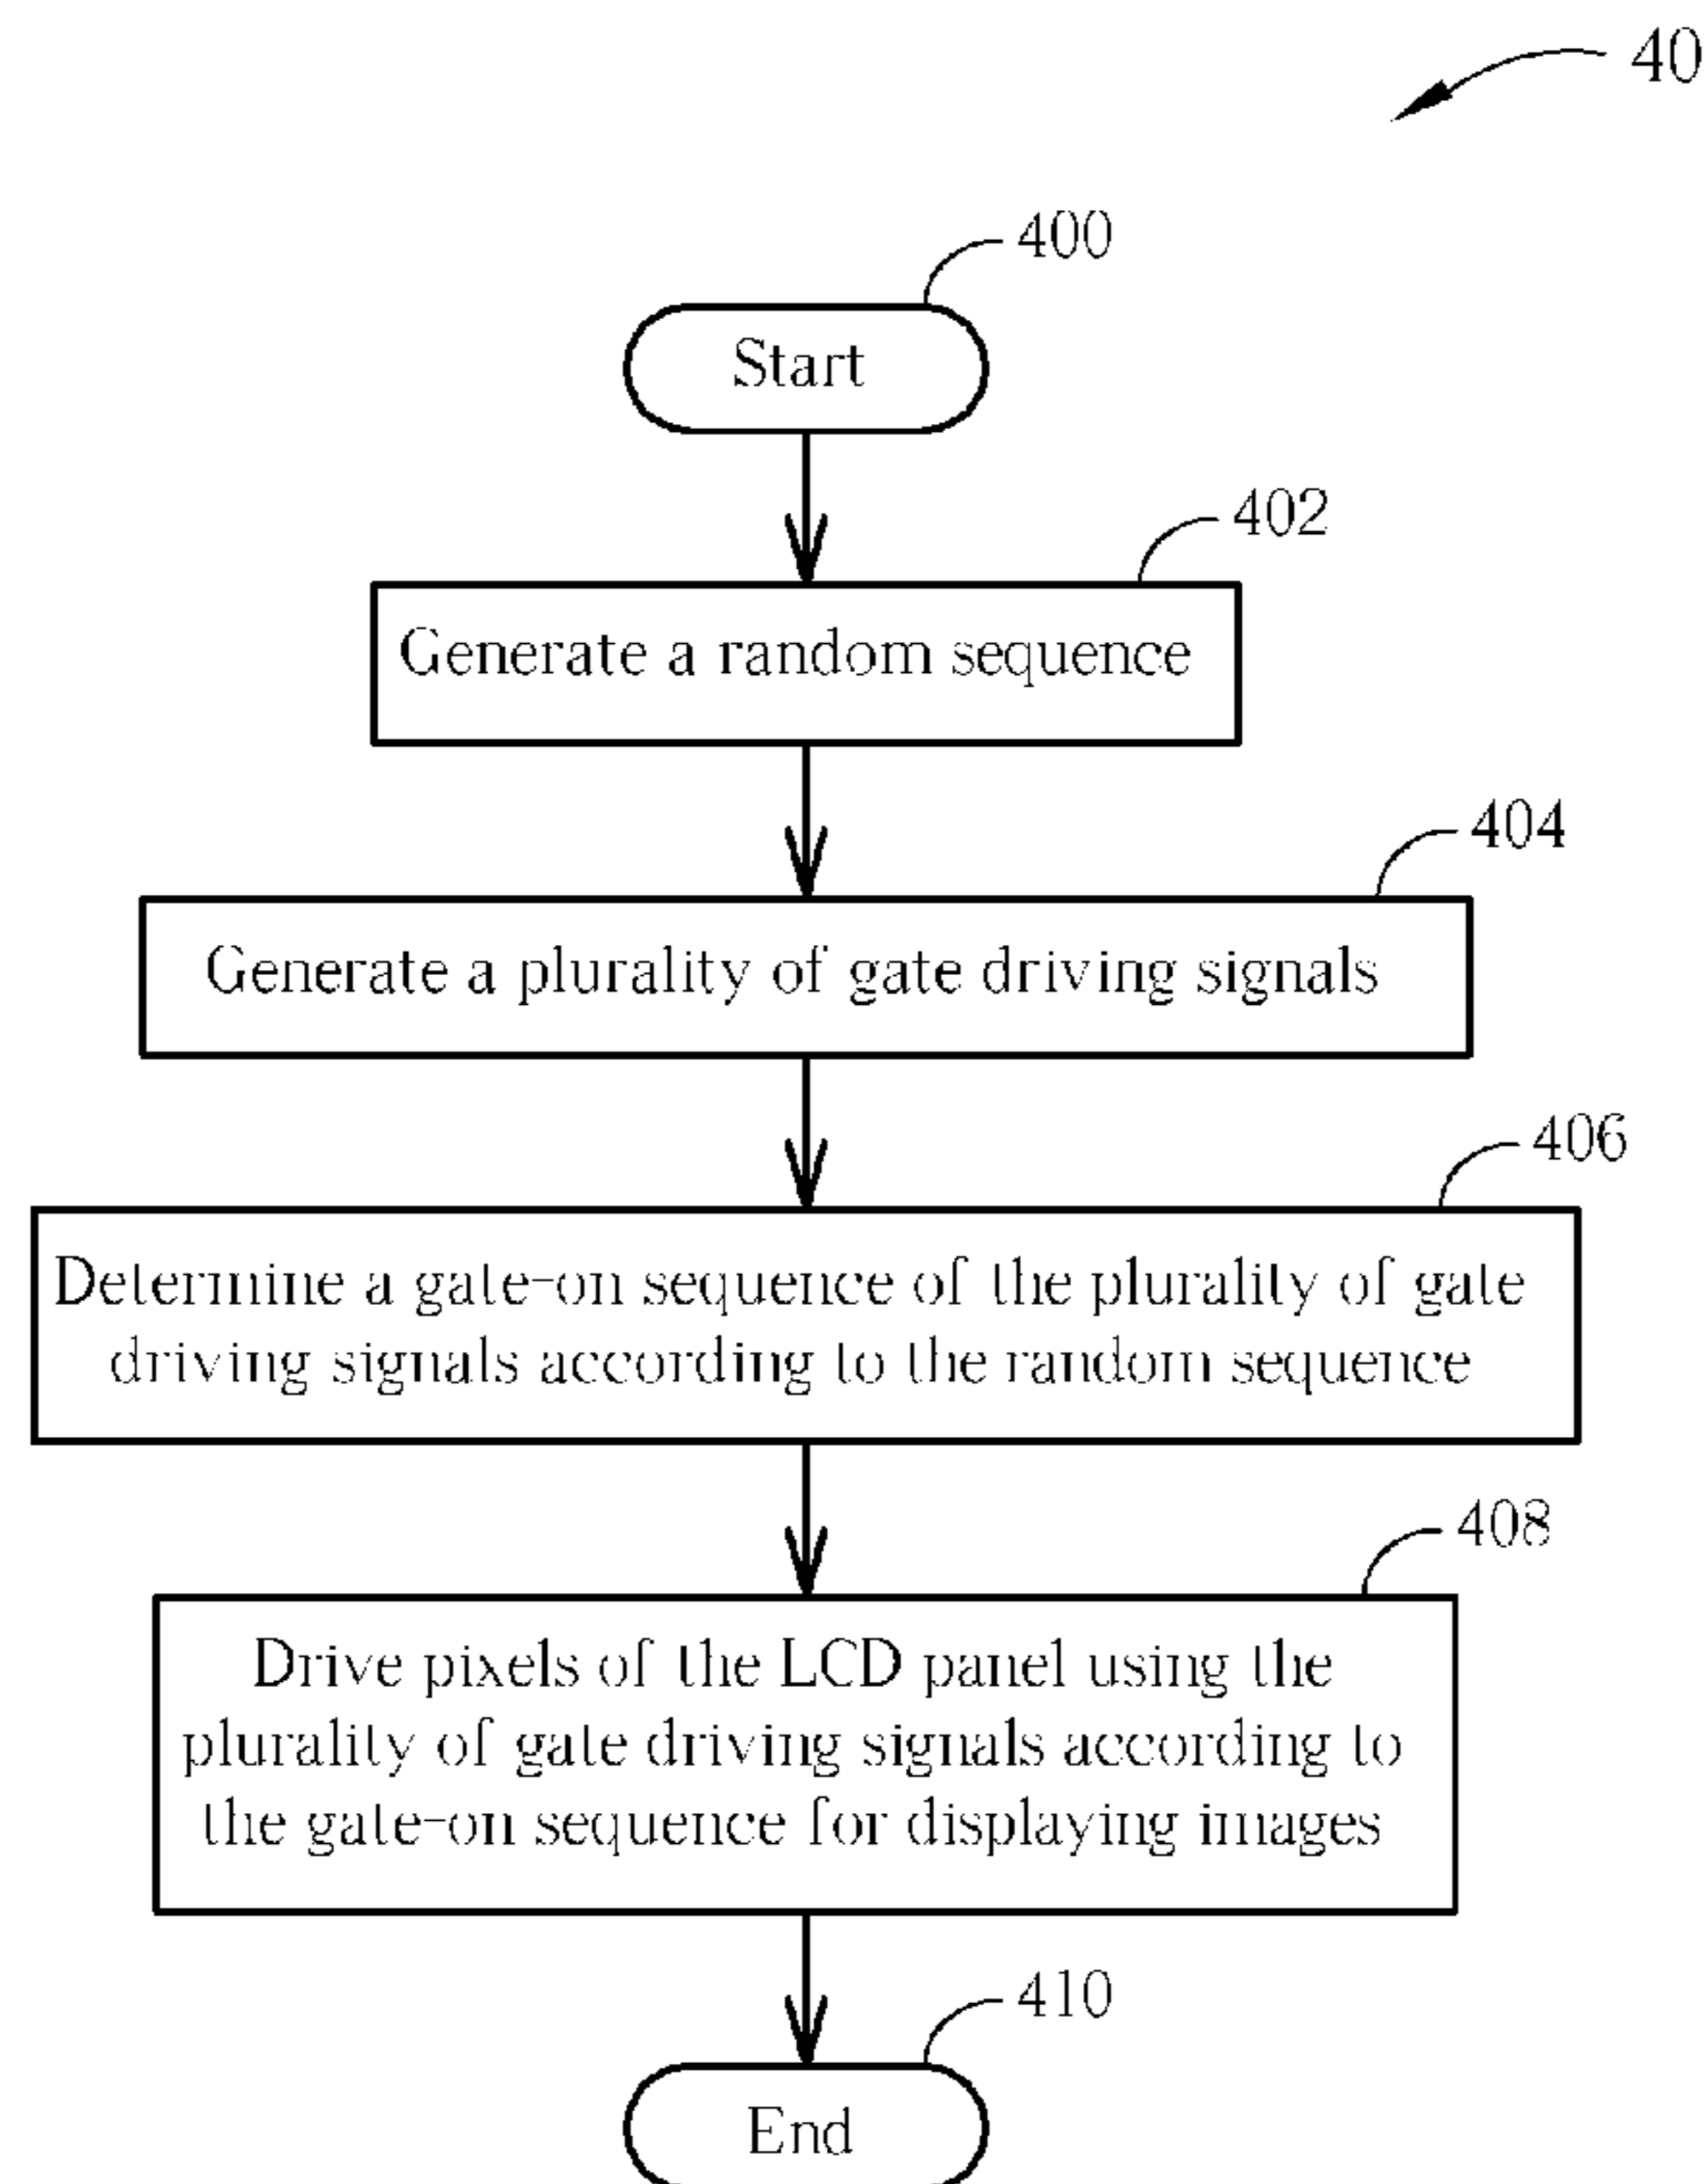 40
400
Start
402
Generate a random sequence
404
Generate a plurality of gate driving signals
406
Determine a gate-on sequence of the plurality of gate
driving signals according to the random sequence
408
Drive pixels of the LCD panel using the
plurality of gate driving signals according to
the gate-on sequence for displaying images
410
End